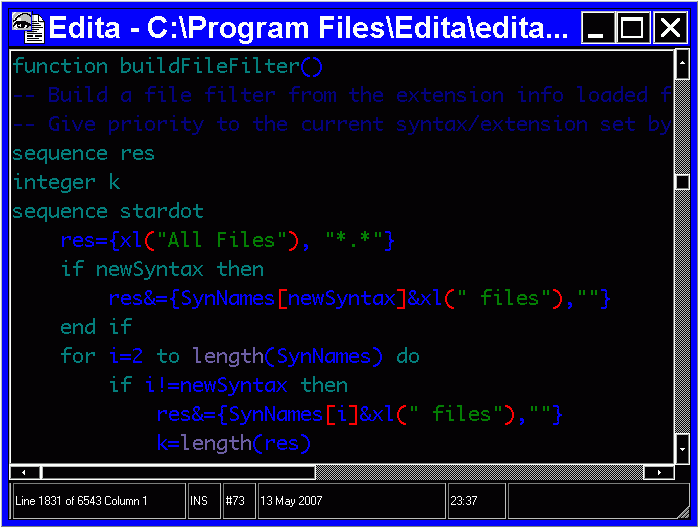 Edita - C:\Program Files\Edita\edita...
function buildFileFilter()
-- Build a file filter from the extension info loaded f
-- Give priority to the current syntax/extension set by
sequence res
integer k
sequence stardot
    res={xl("All Files"), "*.*"}
    if newSyntax then
        res&={SynNames[newSyntax]&xl(" files"),""}
    end if
    for i=2 to length(SynNames) do
        if i!=newSyntax then
            res&={SynNames[i]&xl(" files"),""}
            k=length(res)
Line 1831 of 6543 Column 1 INS #73 13 May 2007 23:37